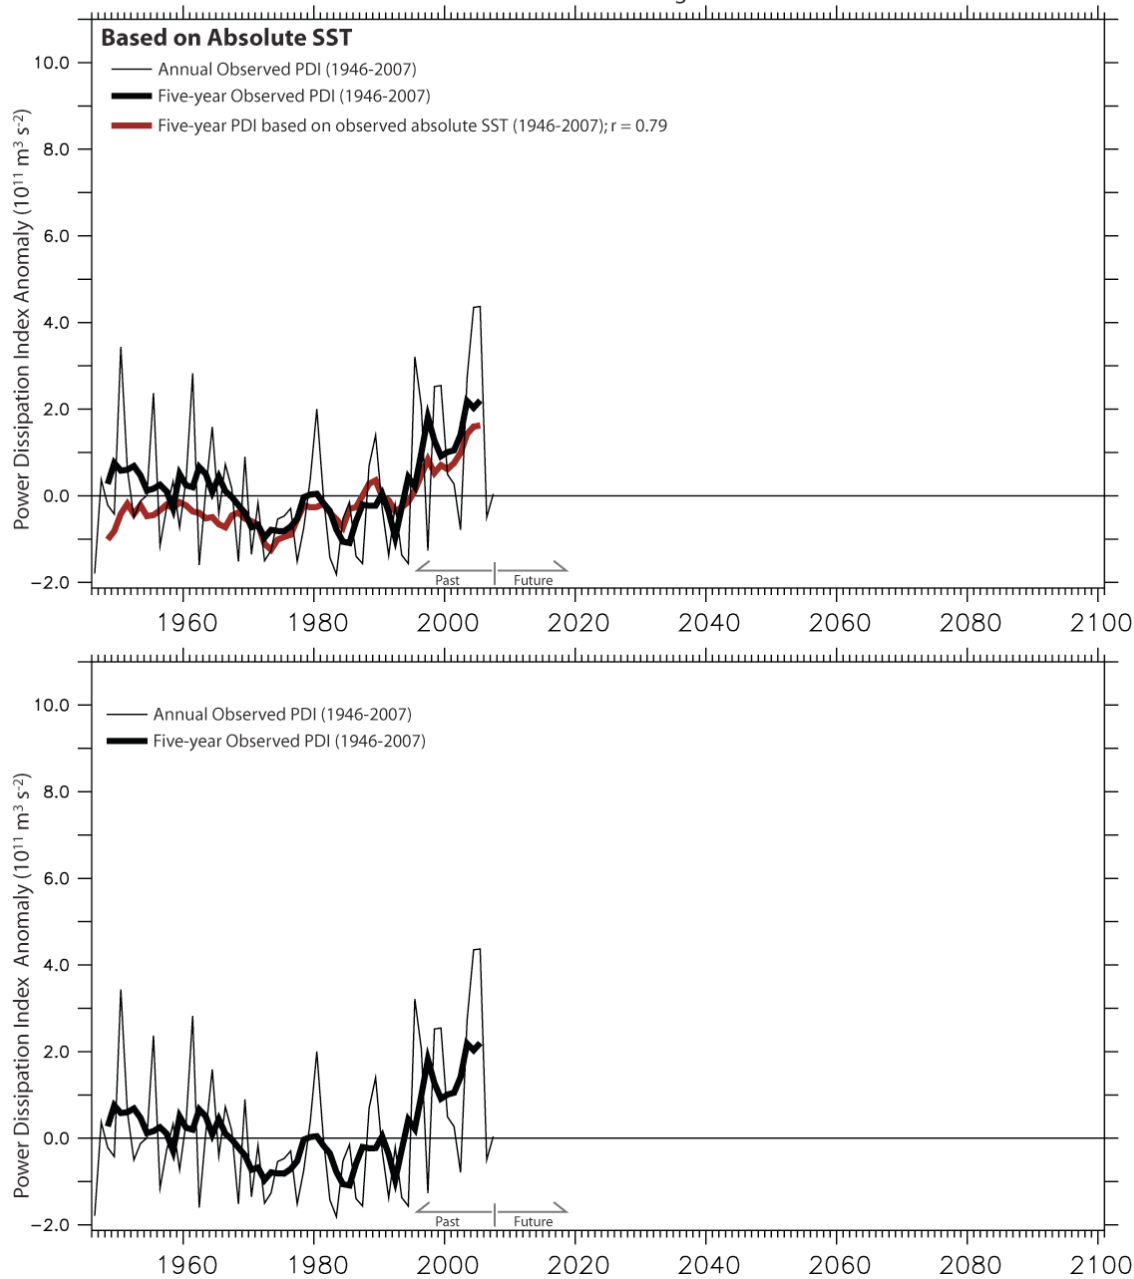 Based on Absolute SST
Annual Observed PDI (1946-2007)
Five-year Observed PDI (1946-2007)
Five-year PDI based on observed absolute SST (1946-2007); r = 0.79
Power Dissipation Index Anomaly (10¹¹ m³ s⁻²)
10.0
8.0
6.0
4.0
2.0
0.0
−2.0
Past
Future
1960 1980 2000 2020 2040 2060 2080 2100
Annual Observed PDI (1946-2007)
Five-year Observed PDI (1946-2007)
Power Dissipation Index Anomaly (10¹¹ m³ s⁻²)
10.0
8.0
6.0
4.0
2.0
0.0
−2.0
Past
Future
1960 1980 2000 2020 2040 2060 2080 2100